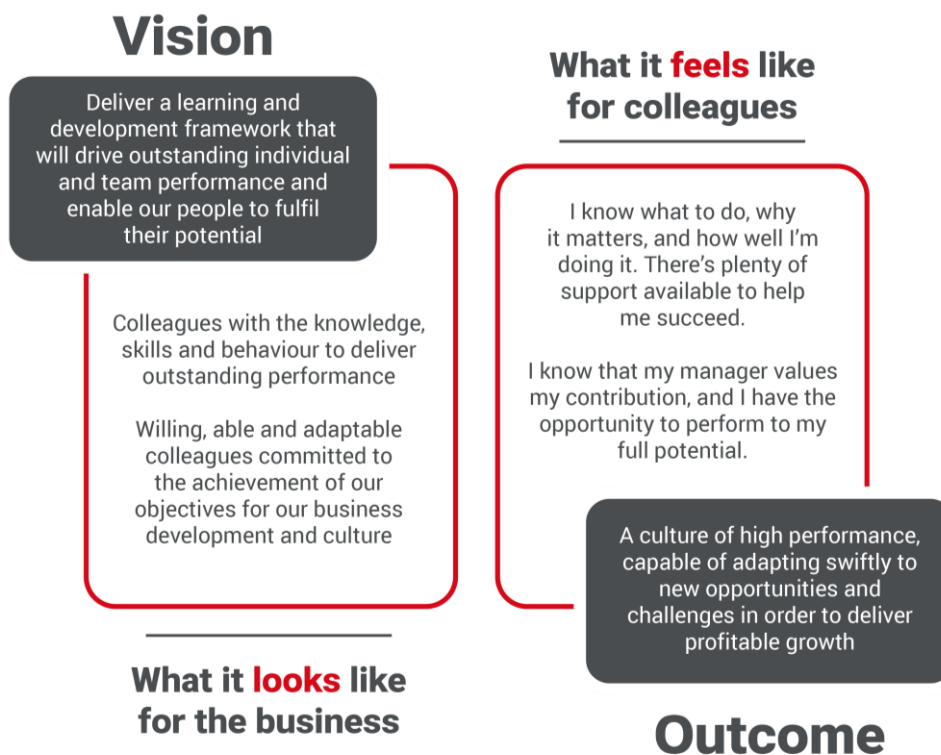 Vision
Deliver a learning and
development framework that
will drive outstanding individual
and team performance and
enable our people to fulfil
their potential
Colleagues with the knowledge,
skills and behaviour to deliver
outstanding performance
Willing, able and adaptable
colleagues committed to
the achievement of our
objectives for our business
development and culture
What it looks like
for the business
What it feels like
for colleagues
I know what to do, why
it matters, and how well I’m
doing it. There’s plenty of
support available to help
me succeed.
I know that my manager values
my contribution, and I have the
opportunity to perform to my
full potential.
A culture of high performance,
capable of adapting swiftly to
new opportunities and
challenges in order to deliver
profitable growth
Outcome